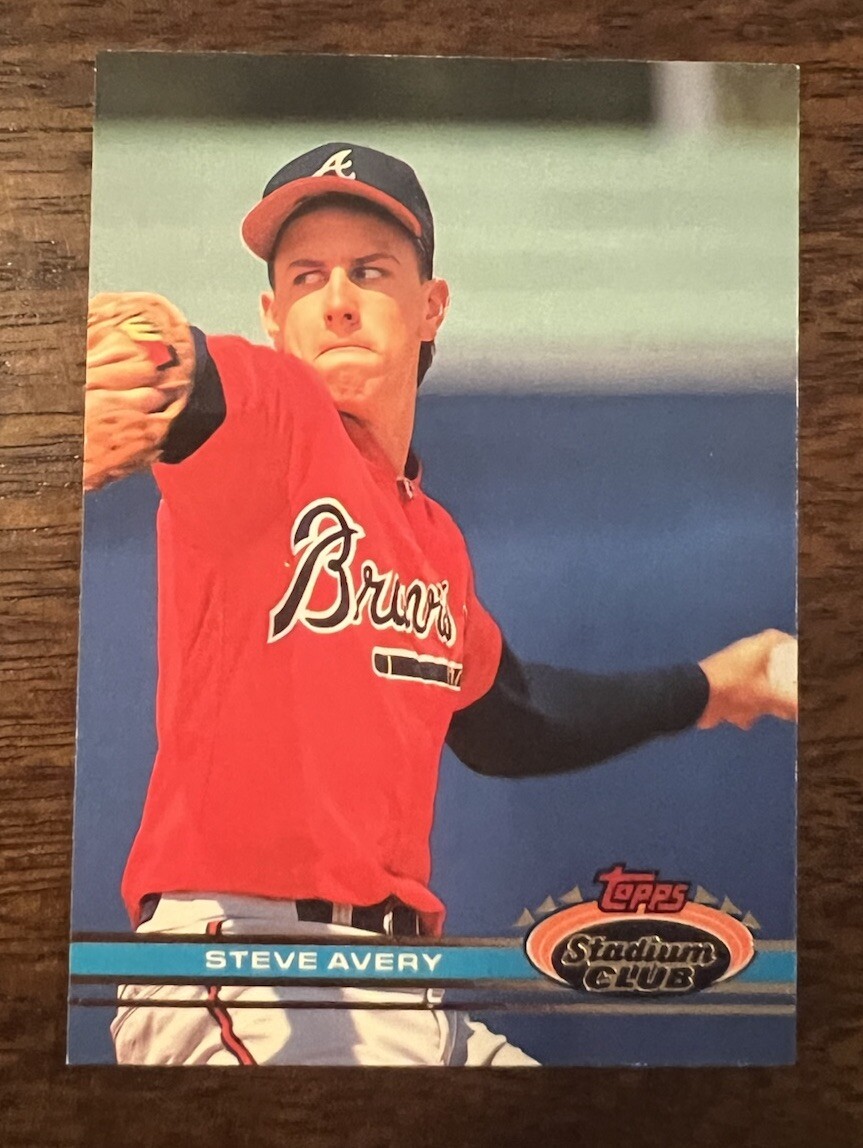 A
Braves
STEVE AVERY
TOPPS
Stadium
CLUB